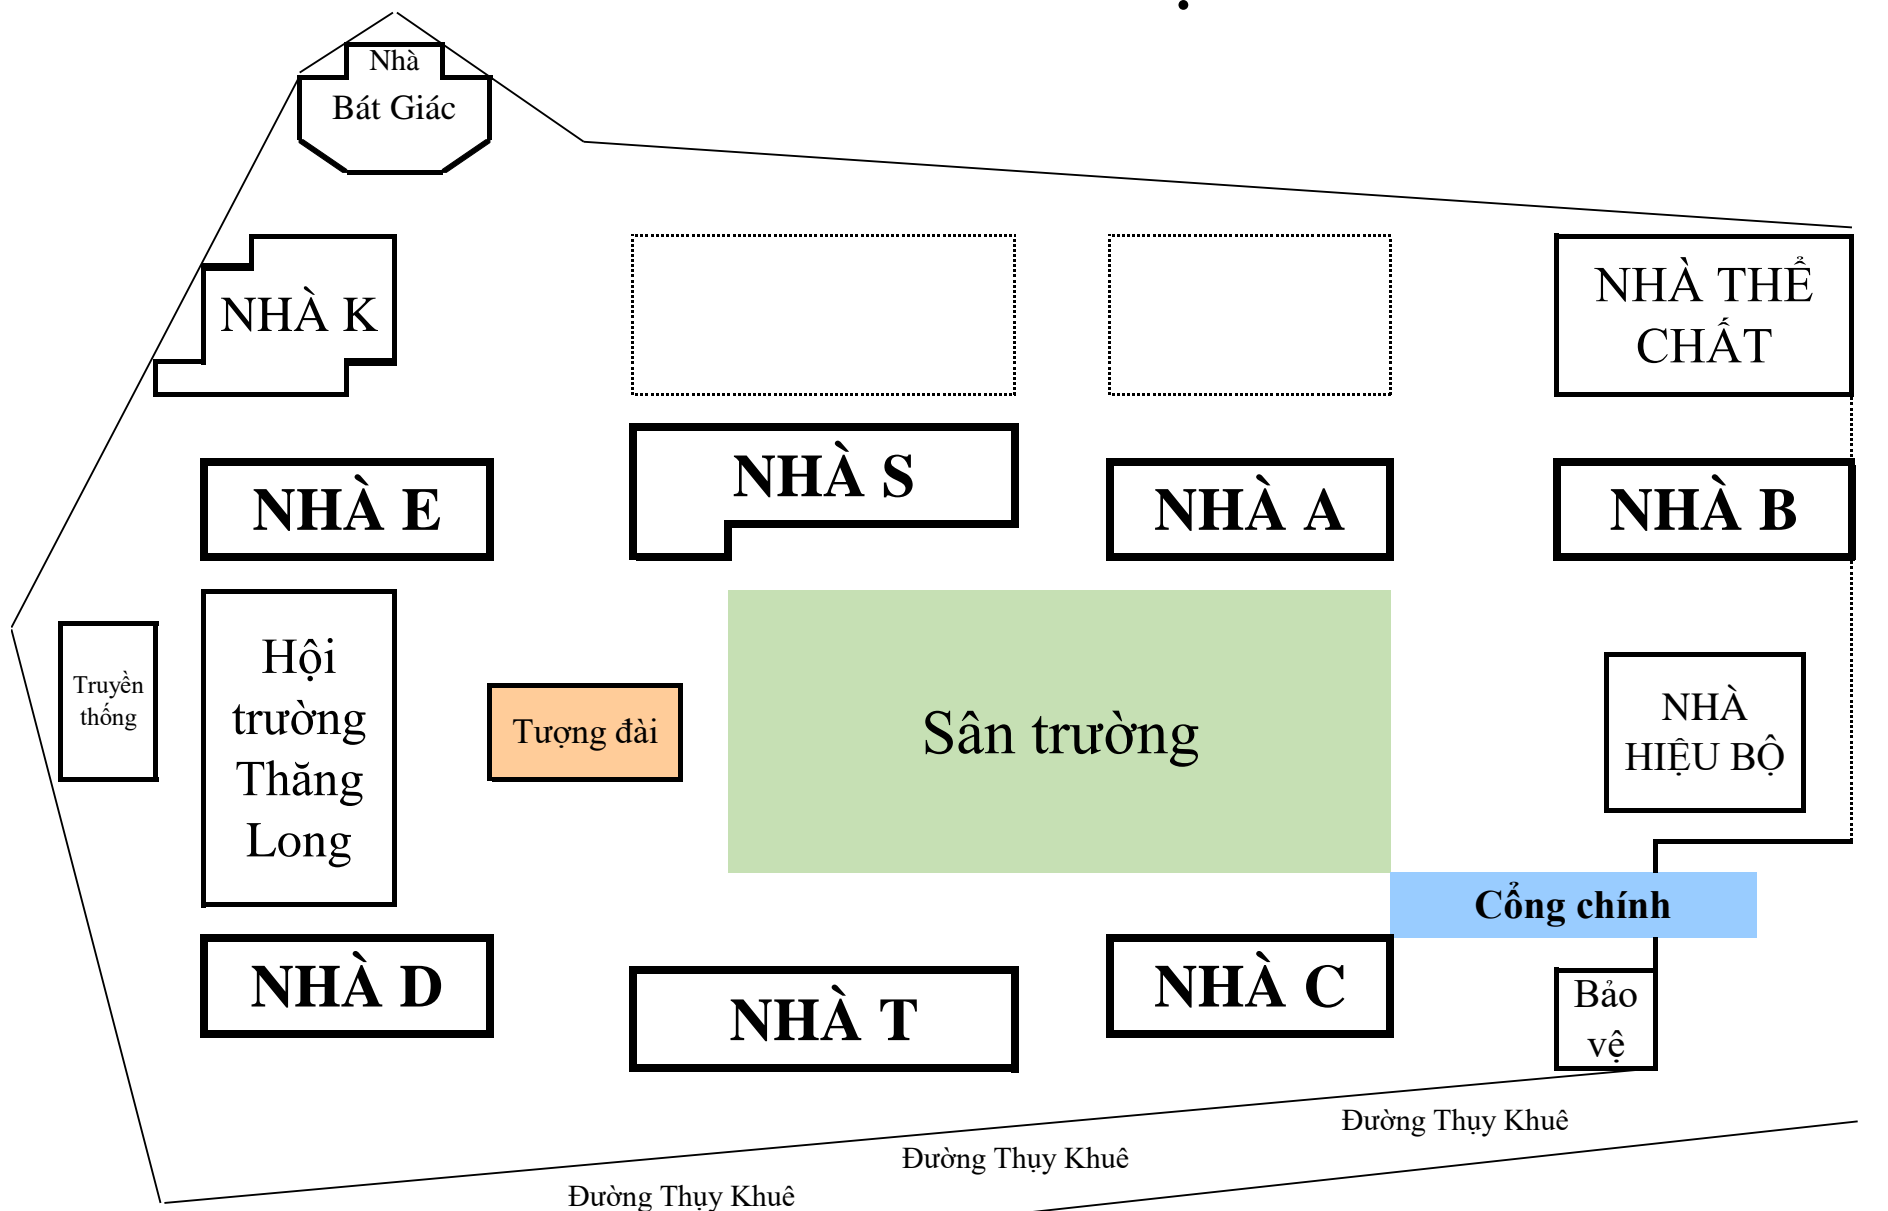 Nhà
Bát Giác
NHÀ K
NHÀ THỂ
CHẤT
NHÀ E
NHÀ S
NHÀ A
NHÀ B
Truyền
thống
Hội
trường
Thăng
Long
Tượng đài
Sân trường
NHÀ
HIỆU BỘ
Cổng chính
NHÀ D
NHÀ T
NHÀ C
Bảo
vệ
Đường Thụy Khuê
Đường Thụy Khuê
Đường Thụy Khuê